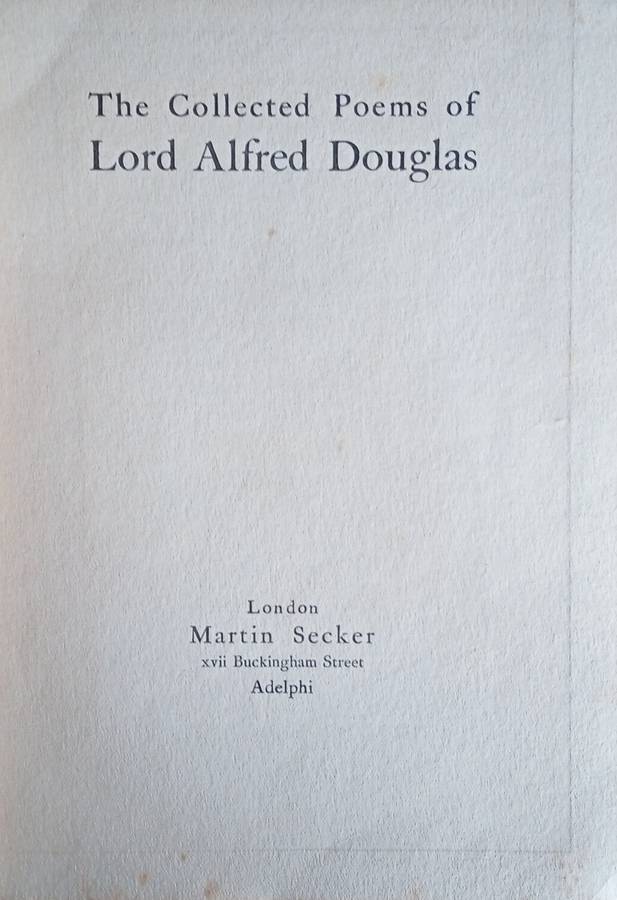 The Collected Poems of
Lord Alfred Douglas
London
Martin Secker
xvii Buckingham Street
Adelphi